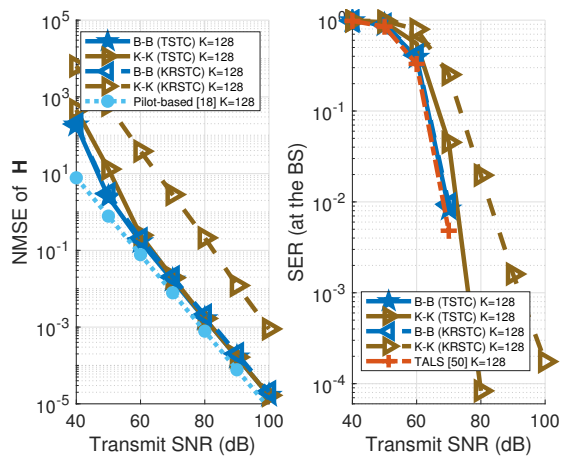 B-B (TSTC) K=128
K-K (TSTC) K=128
B-B (KRSTC) K=128
K-K (KRSTC) K=128
Pilot-based [18] K=128
10^5
10^3
10^1
10^-1
10^-3
10^-5
NMSE of H
40 60 80 100
Transmit SNR (dB)
10^-1
10^-2
10^-3
10^-4
SER (at the BS)
B-B (TSTC) K=128
K-K (TSTC) K=128
B-B (KRSTC) K=128
K-K (KRSTC) K=128
TALS [50] K=128
40 60 80 100
Transmit SNR (dB)